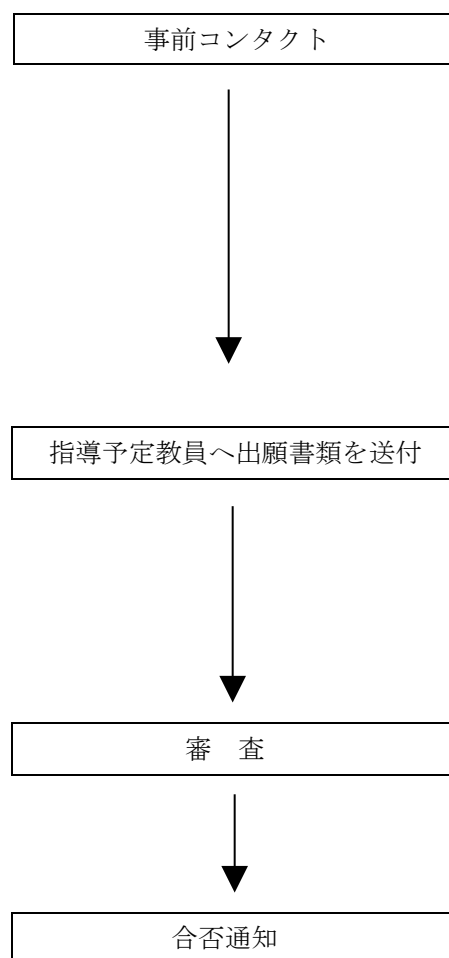 事前コンタクト
指導予定教員へ出願書類を送付
審　査
合否通知